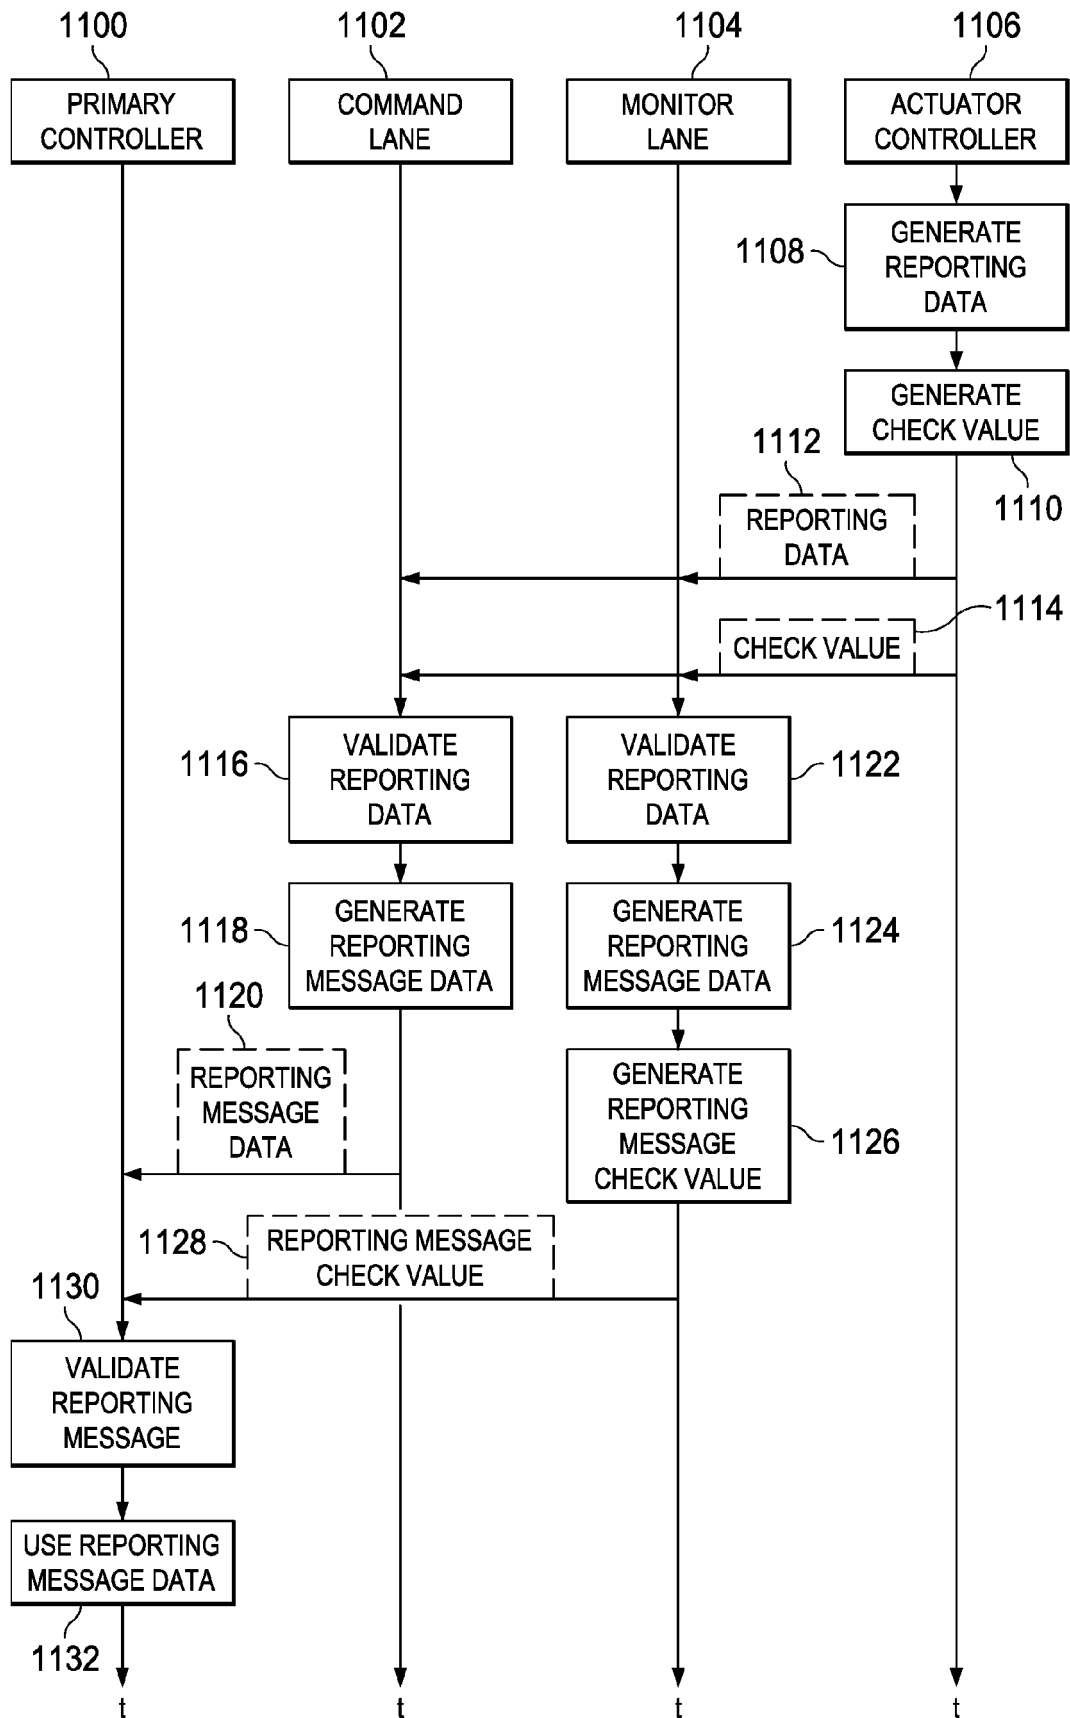 1100
1102
1104
1106
PRIMARY
CONTROLLER
COMMAND
LANE
MONITOR
LANE
ACTUATOR
CONTROLLER
1108
GENERATE
REPORTING
DATA
GENERATE
CHECK VALUE
1110
1112
REPORTING
DATA
1114
CHECK VALUE
1116
VALIDATE
REPORTING
DATA
VALIDATE
REPORTING
DATA
1122
1118
GENERATE
REPORTING
MESSAGE DATA
GENERATE
REPORTING
MESSAGE DATA
1124
1120
REPORTING
MESSAGE
DATA
GENERATE
REPORTING
MESSAGE
CHECK VALUE
1126
1128
REPORTING MESSAGE
CHECK VALUE
1130
VALIDATE
REPORTING
MESSAGE
USE REPORTING
MESSAGE DATA
1132
t
t
t
t